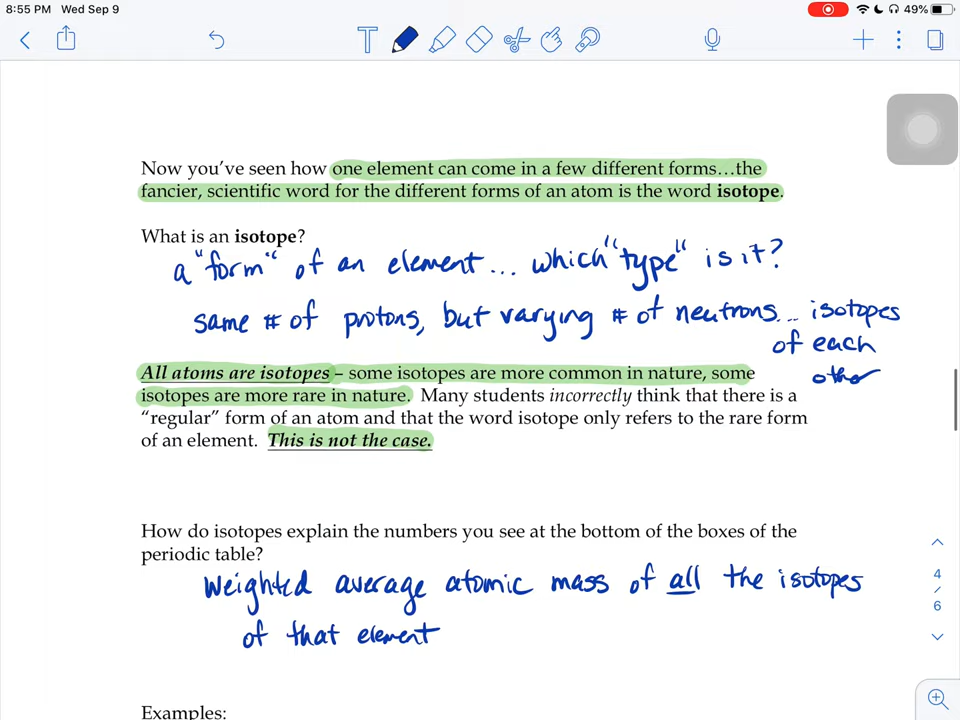 8:55 PM Wed Sep 9
49%
T
Now you've seen how one element can come in a few different forms…the
fancier, scientific word for the different forms of an atom is the word isotope.
What is an isotope?
a "form" of an element... which "type" is it?
same # of protons, but varying # of neutrons... isotopes
of each
other
All atoms are isotopes – some isotopes are more common in nature, some
isotopes are more rare in nature. Many students incorrectly think that there is a
"regular" form of an atom and that the word isotope only refers to the rare form
of an element. This is not the case.
How do isotopes explain the numbers you see at the bottom of the boxes of the
periodic table?
Weighted average atomic mass of all the isotopes
of that element
4
/
6
Examples: